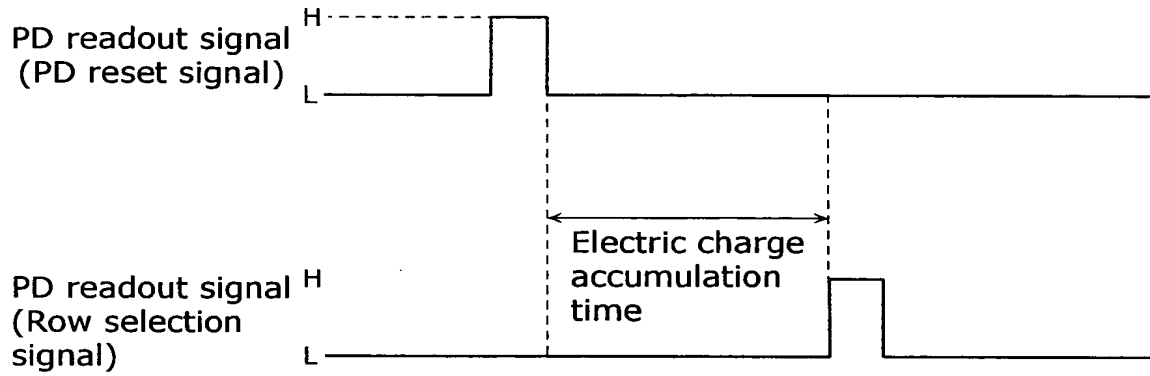 PD readout signal
(PD reset signal)
H
L
Electric charge
accumulation
time
PD readout signal
(Row selection
signal)
H
L